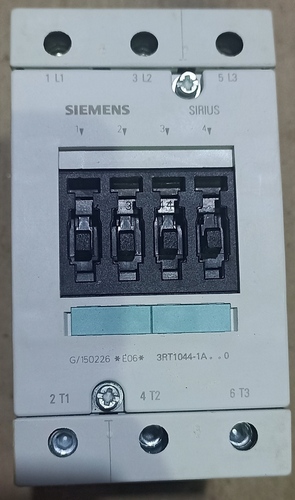 1 L1 3 L2 5 L3
SIEMENS SIRIUS
1 2 3 4
G/150226 *E06* 3RT1044-1A..0
2 T1 4 T2 6 T3